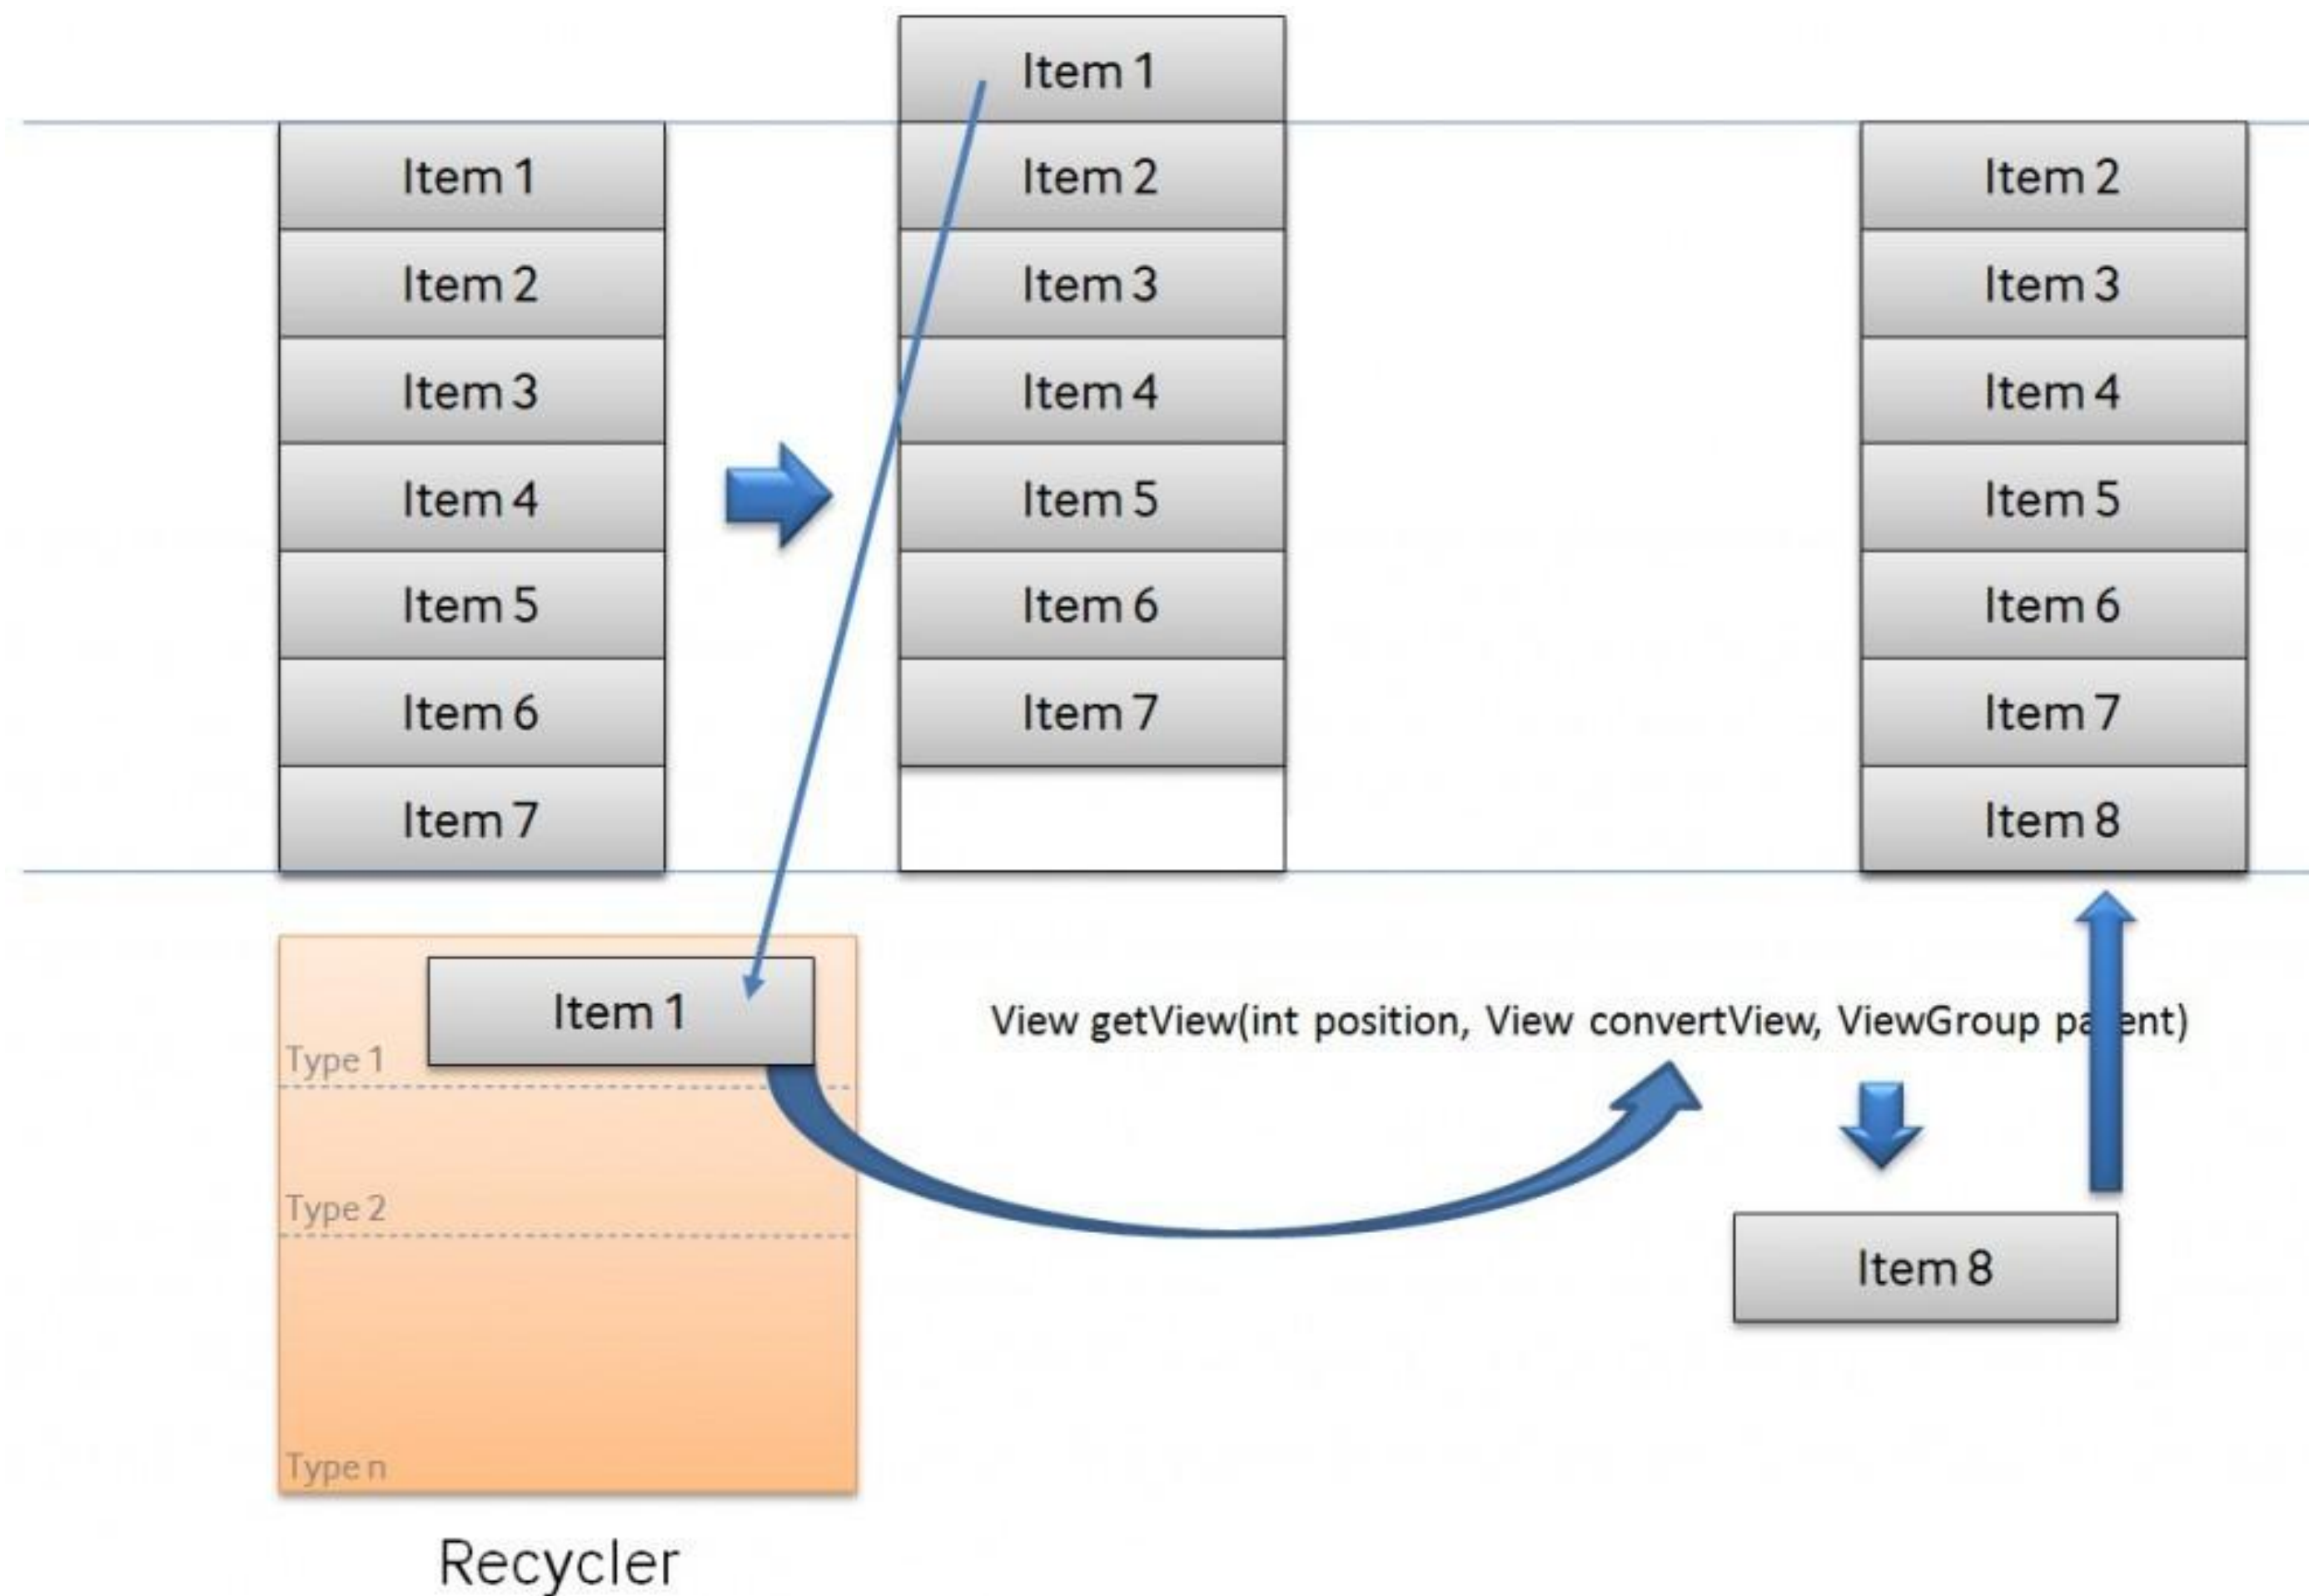 Item 1
Item 2
Item 3
Item 4
Item 5
Item 6
Item 7
Item 1
Item 2
Item 3
Item 4
Item 5
Item 6
Item 7
Item 2
Item 3
Item 4
Item 5
Item 6
Item 7
Item 8
Item 1
Type 1
Type 2
Type n
Recycler
View getView(int position, View convertView, ViewGroup parent)
Item 8